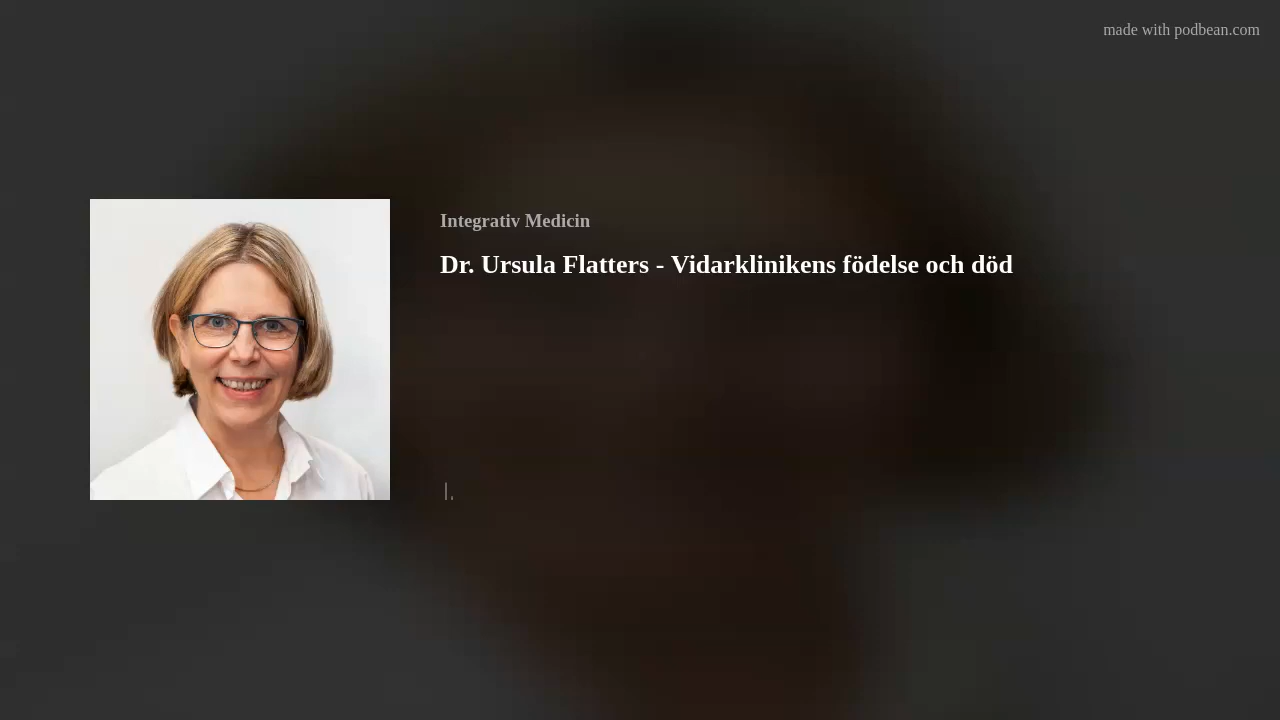 made with podbean.com
Integrativ Medicin
Dr. Ursula Flatters - Vidarklinikens födelse och död